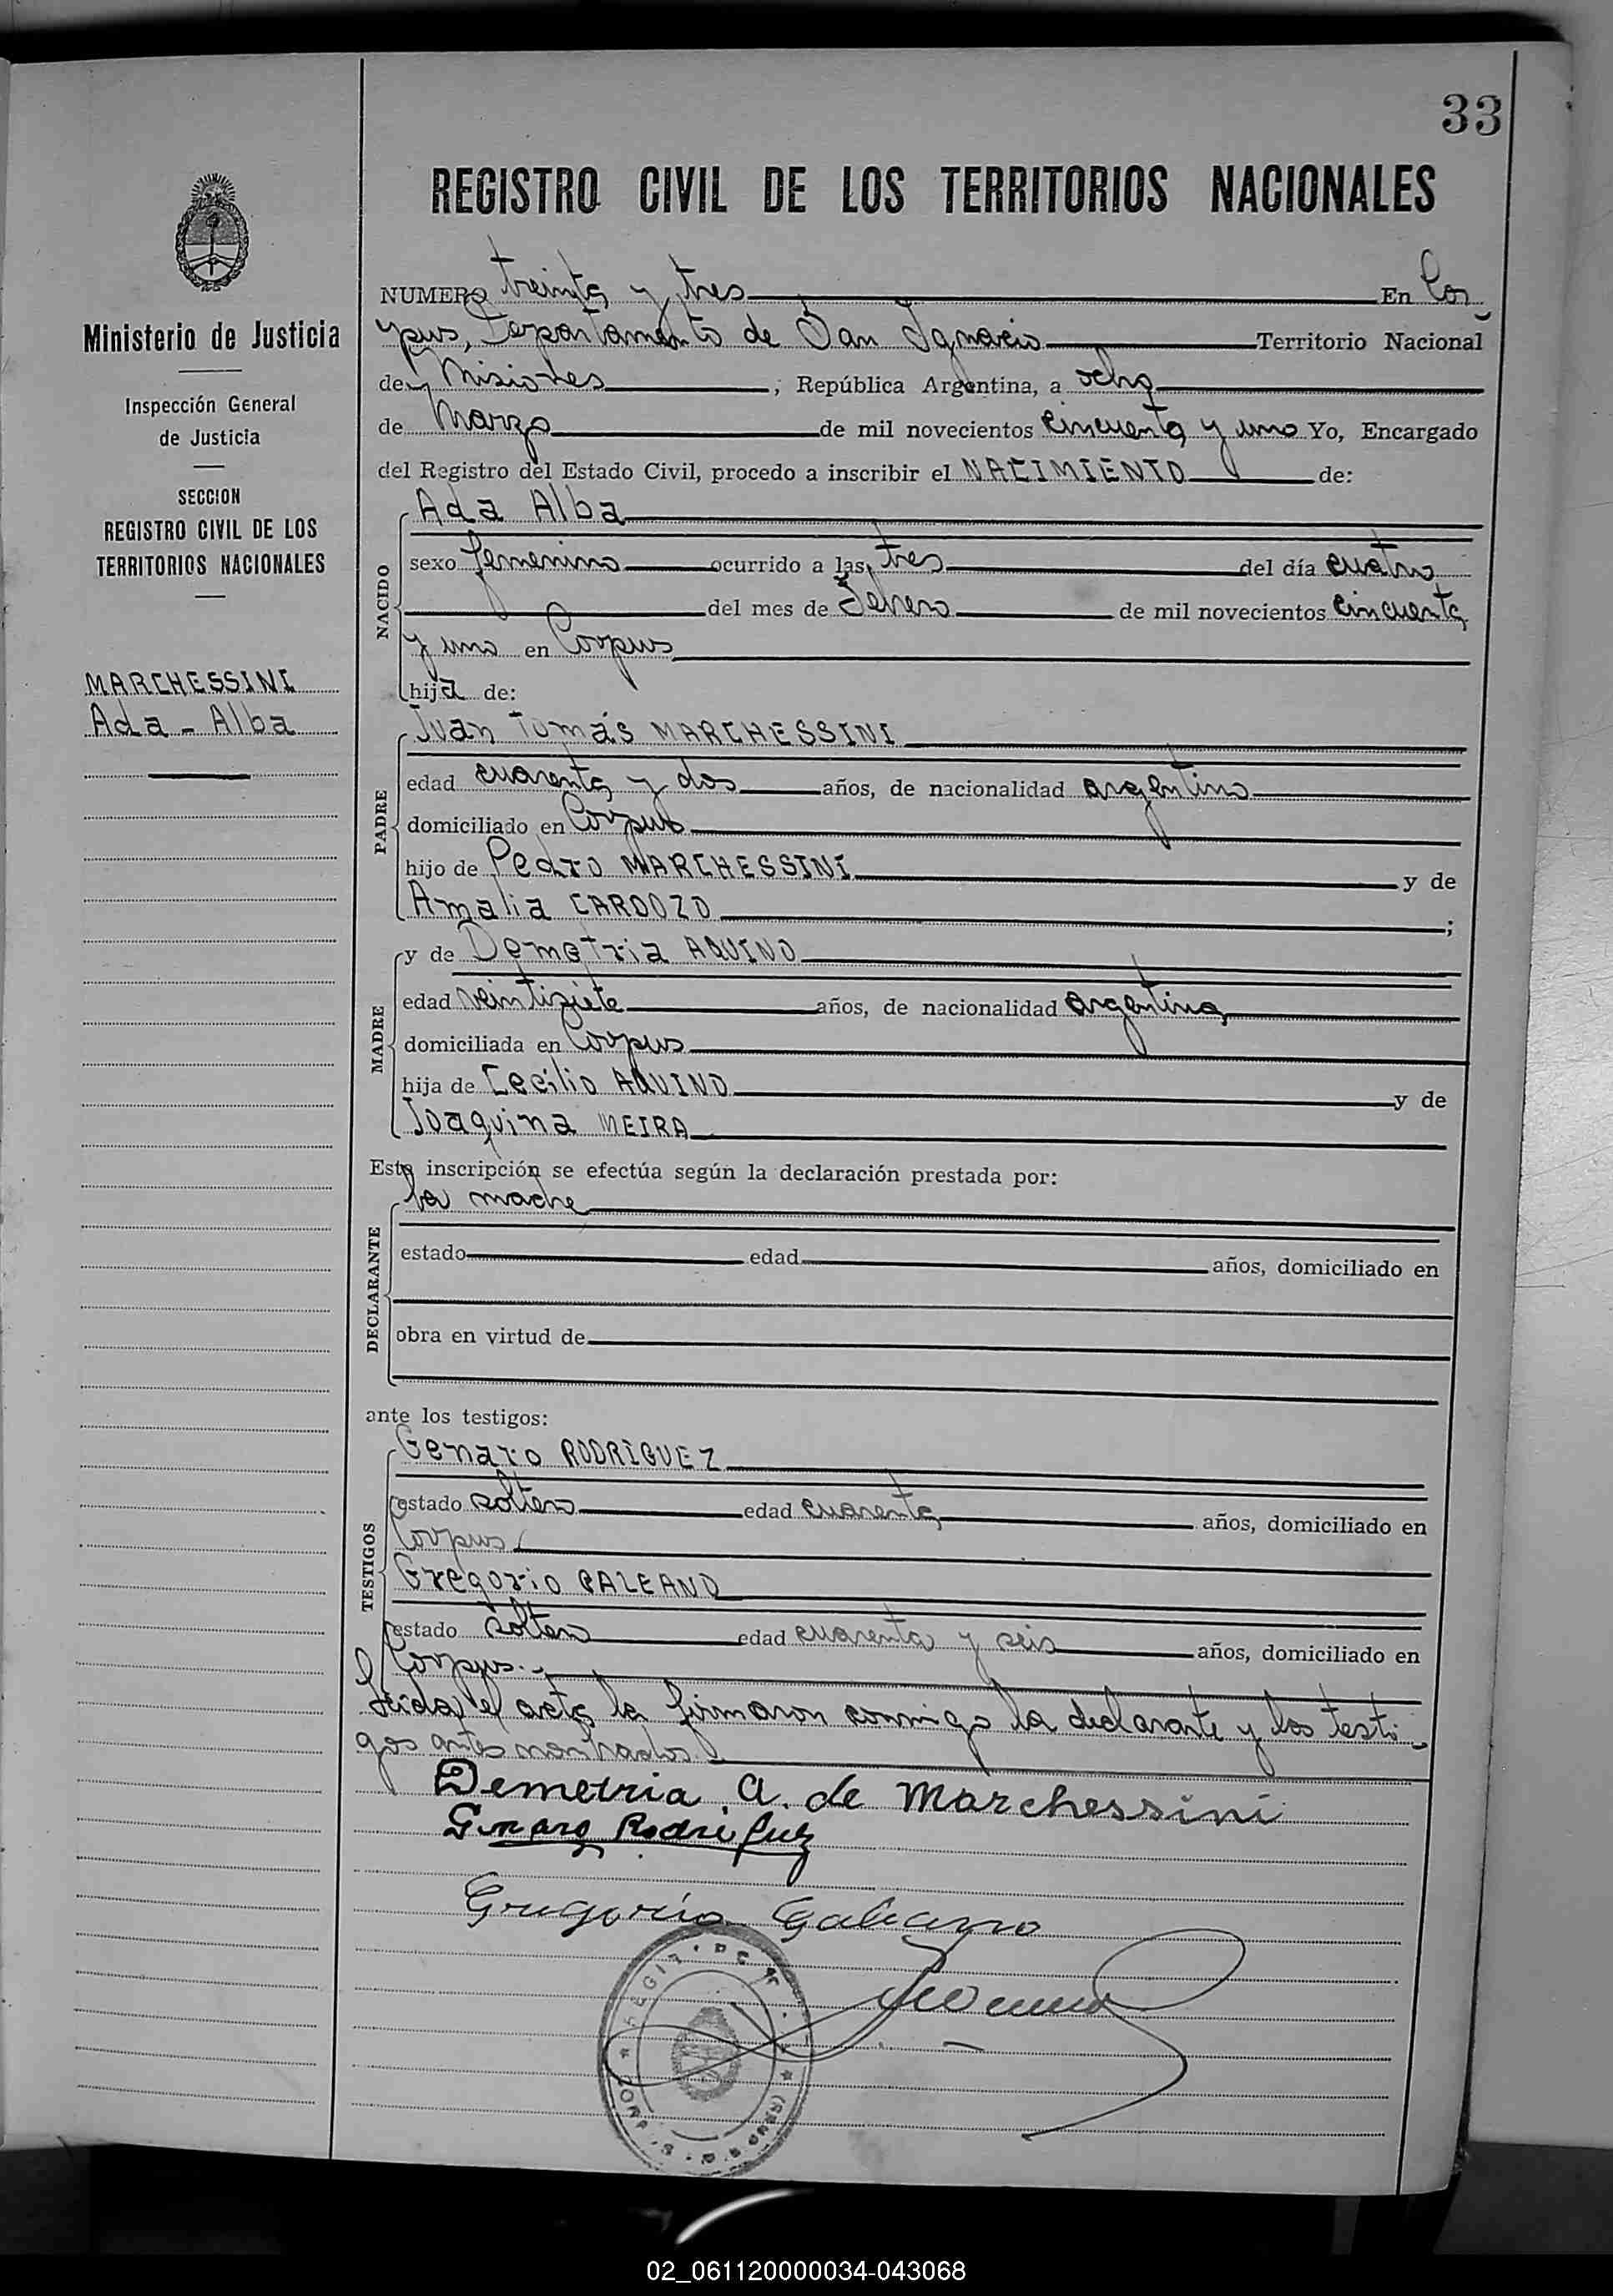 33
REGISTRO CIVIL DE LOS TERRITORIOS NACIONALES
Ministerio de Justicia
Inspección General
de Justicia
SECCION
REGISTRO CIVIL DE LOS
TERRITORIOS NACIONALES
MARCHESSINI
Ada - Alba
NUMERO treinta y tres En Cor
pus, Departamento de San Ignacio Territorio Nacional
de Misiones, República Argentina, a ocho
de Marzo de mil novecientos cincuenta y uno Yo, Encargado
del Registro del Estado Civil, procedo a inscribir el NACIMIENTO de:
NACIDO
Ada Alba
sexo femenino ocurrido a las tres del día cuatro
del mes de Febrero de mil novecientos cincuenta
y uno en Corpus
hija de:
PADRE
Juan Tomás MARCHESSINI
edad cuarenta y dos años, de nacionalidad argentino
domiciliado en Corpus
hijo de Pedro MARCHESSINI y de
Amalia CARDOZO;
MADRE
y de Demetria AQUINO
edad veintisiete años, de nacionalidad argentina
domiciliada en Corpus
hija de Cecilio AQUINO y de
Joaquina MEIRA
Esta inscripción se efectúa según la declaración prestada por:
DECLARANTE
la madre
estado edad años, domiciliado en
obra en virtud de
ante los testigos:
TESTIGOS
Genaro RODRIGUEZ
estado soltero edad cuarenta años, domiciliado en
Corpus
Gregorio GALEANO
estado soltero edad cuarenta y seis años, domiciliado en
Corpus.-
Leida el acta la firmaron conmigo la declarante y los testi-
gos antes nombrados
Demetria A. de Marchessini
Genaro Rodriguez
Gregorio Galeano
02_061120000034-043068